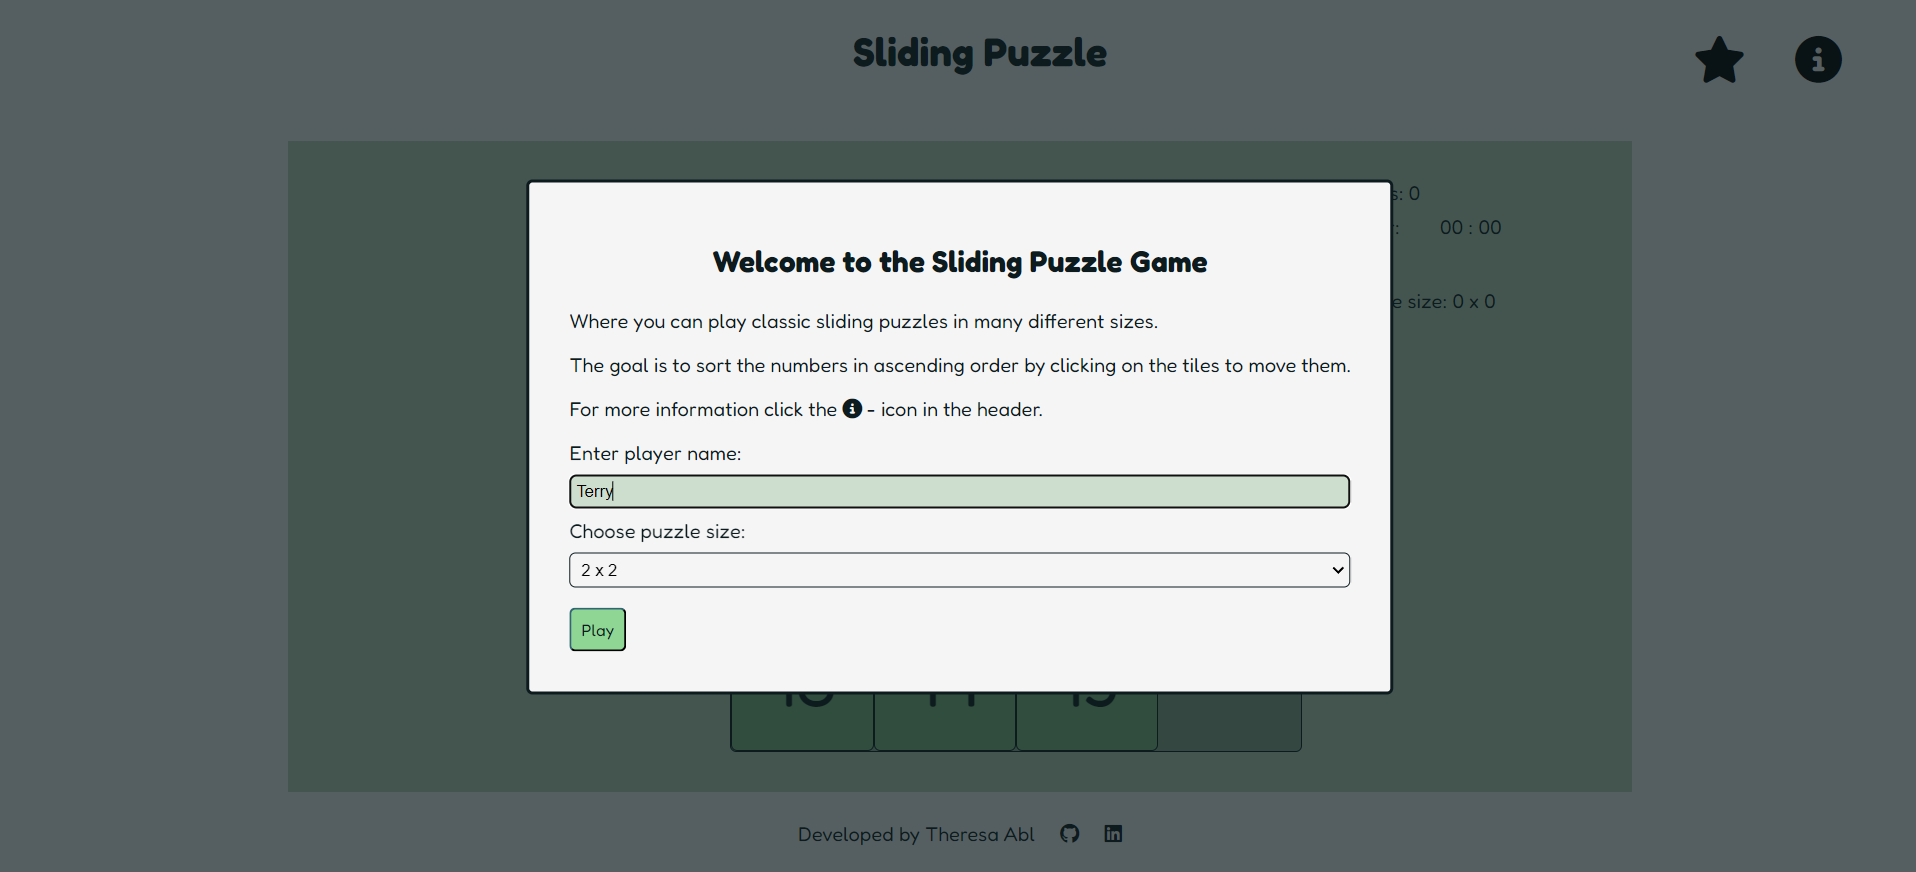 Sliding Puzzle
s: 0
: 00 : 00
e size: 0 x 0
Welcome to the Sliding Puzzle Game
Where you can play classic sliding puzzles in many different sizes.
The goal is to sort the numbers in ascending order by clicking on the tiles to move them.
For more information click the - icon in the header.
Enter player name:
Terry
Choose puzzle size:
2 x 2
Play
Developed by Theresa Abl